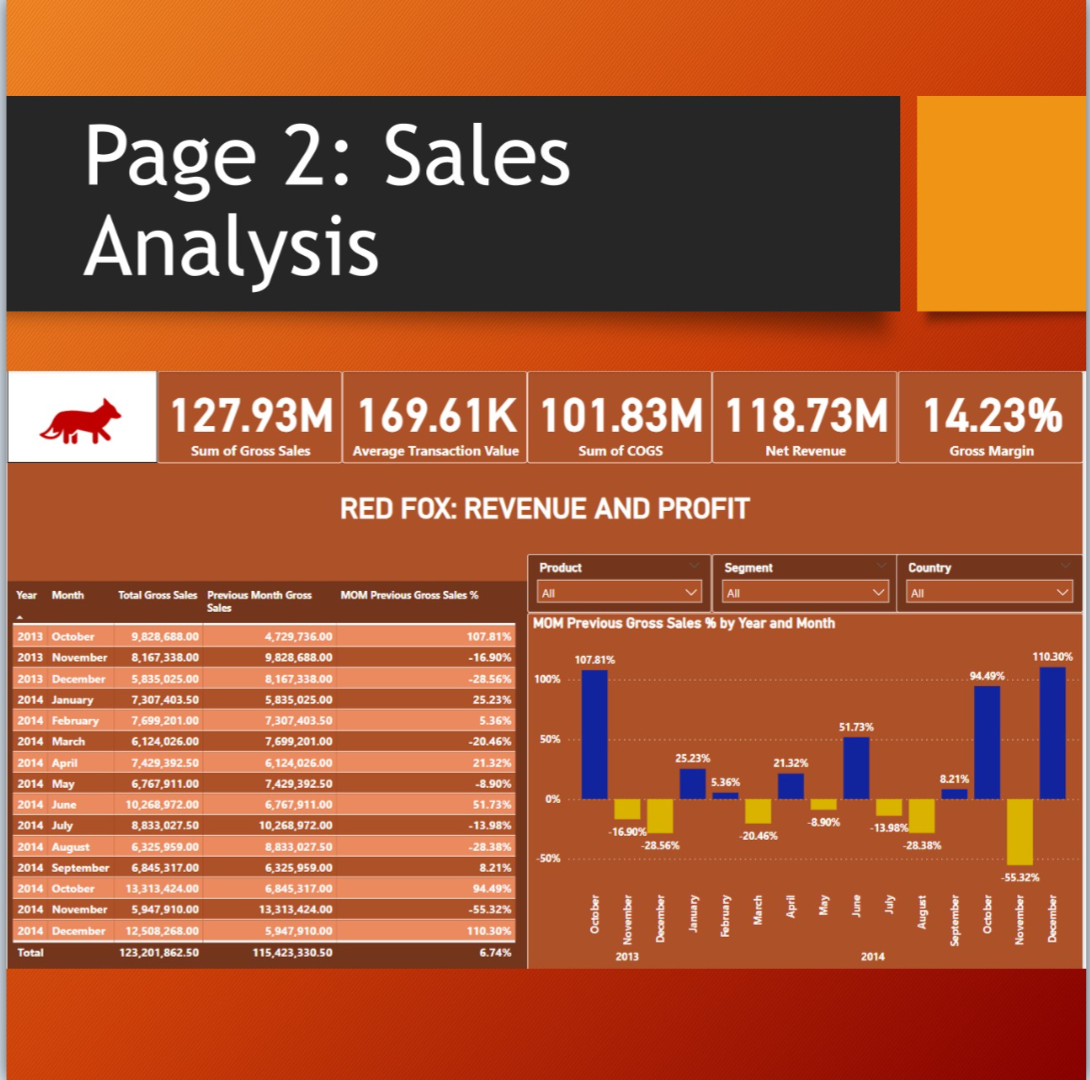 Page 2: Sales
Analysis
127.93M
Sum of Gross Sales
169.61K
Average Transaction Value
101.83M
Sum of COGS
118.73M
Net Revenue
14.23%
Gross Margin
RED FOX: REVENUE AND PROFIT
Year Month Total Gross Sales Previous Month Gross Sales MOM Previous Gross Sales %
2013 October 9,828,688.00 4,729,736.00 107.81%
2013 November 8,167,338.00 9,828,688.00 -16.90%
2013 December 5,835,025.00 8,167,338.00 -28.56%
2014 January 7,307,403.50 5,835,025.00 25.23%
2014 February 7,699,201.00 7,307,403.50 5.36%
2014 March 6,124,026.00 7,699,201.00 -20.46%
2014 April 7,429,392.50 6,124,026.00 21.32%
2014 May 6,767,911.00 7,429,392.50 -8.90%
2014 June 10,268,972.00 6,767,911.00 51.73%
2014 July 8,833,027.50 10,268,972.00 -13.98%
2014 August 6,325,959.00 8,833,027.50 -28.38%
2014 September 6,845,317.00 6,325,959.00 8.21%
2014 October 13,313,424.00 6,845,317.00 94.49%
2014 November 5,947,910.00 13,313,424.00 -55.32%
2014 December 12,508,268.00 5,947,910.00 110.30%
Total 123,201,862.50 115,423,330.50 6.74%
Product
All
Segment
All
Country
All
MOM Previous Gross Sales % by Year and Month
100%
50%
0%
-50%
107.81%
-16.90%
-28.56%
25.23%
5.36%
-20.46%
21.32%
-8.90%
51.73%
-13.98%
-28.38%
8.21%
94.49%
-55.32%
110.30%
October
November
December
January
February
March
April
May
June
July
August
September
October
November
December
2013
2014